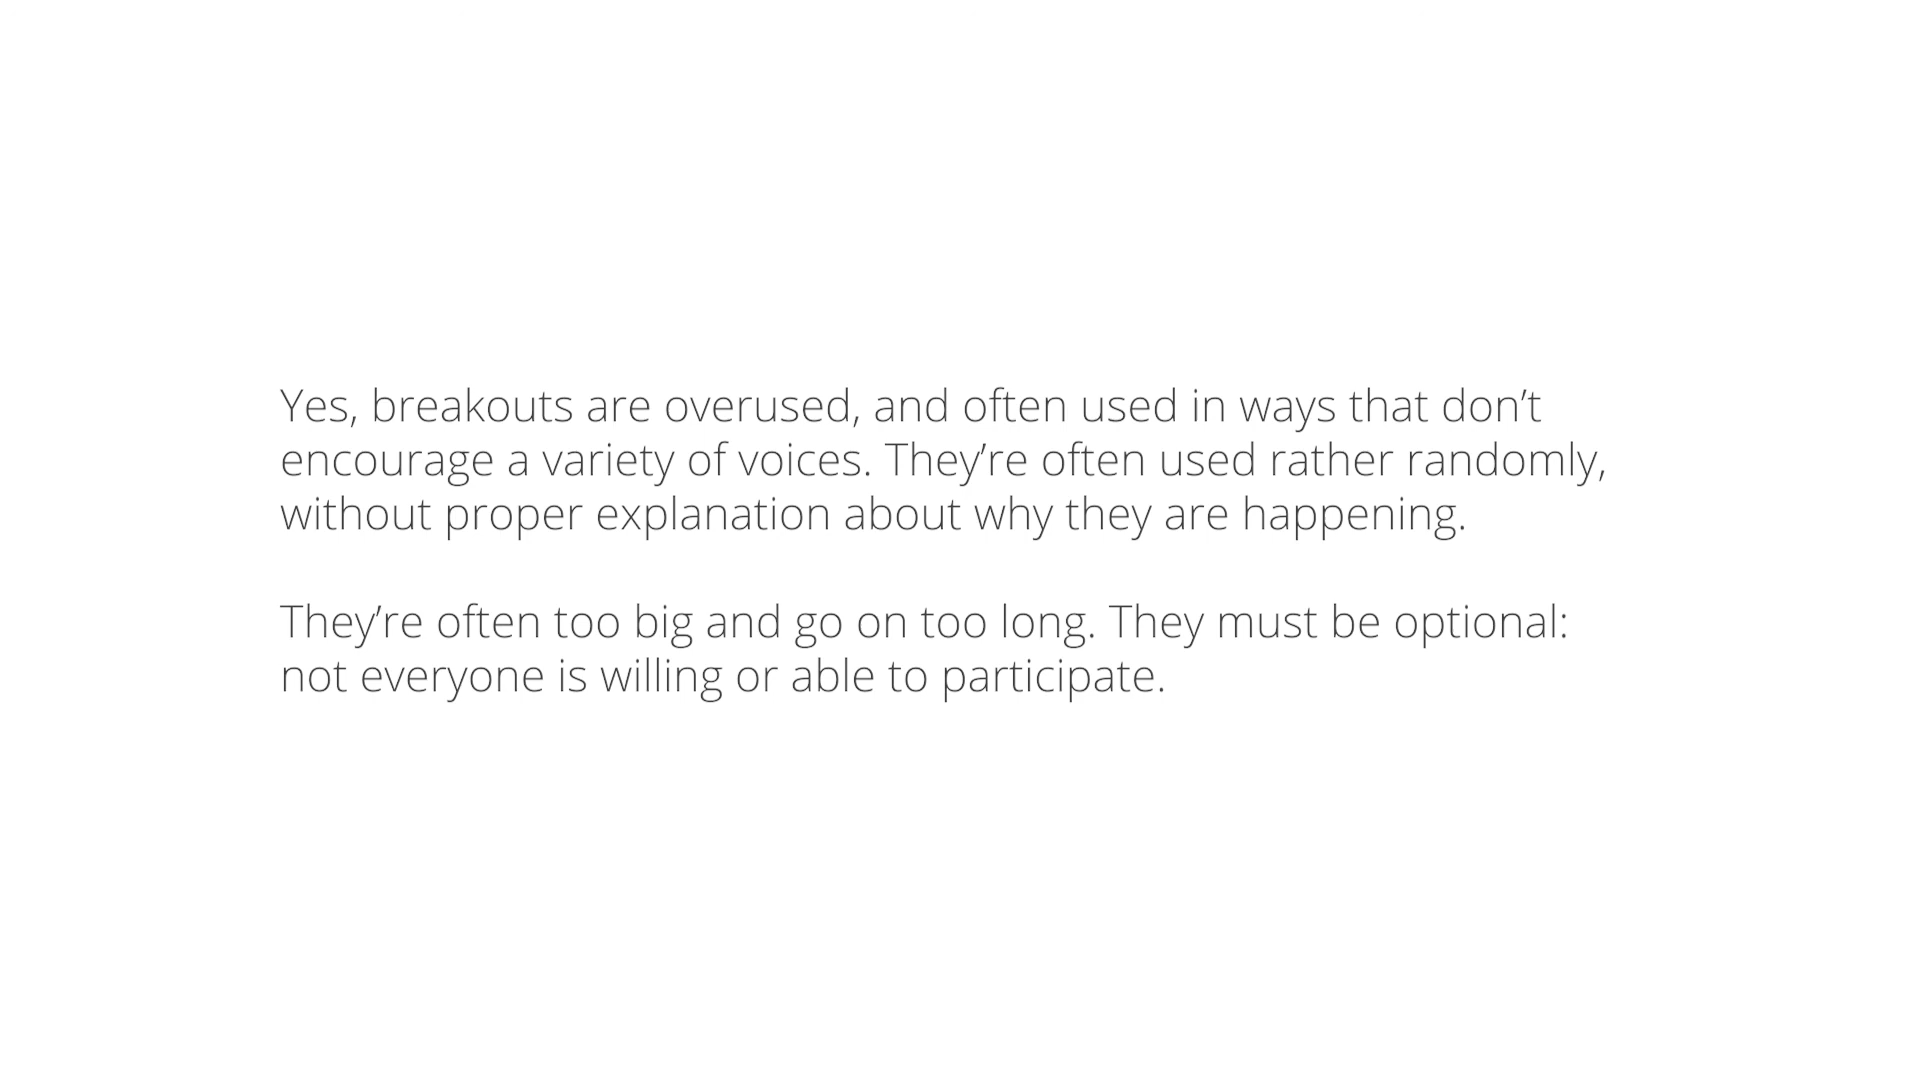 Yes, breakouts are overused, and often used in ways that don’t
encourage a variety of voices. They’re often used rather randomly,
without proper explanation about why they are happening.
They’re often too big and go on too long. They must be optional:
not everyone is willing or able to participate.